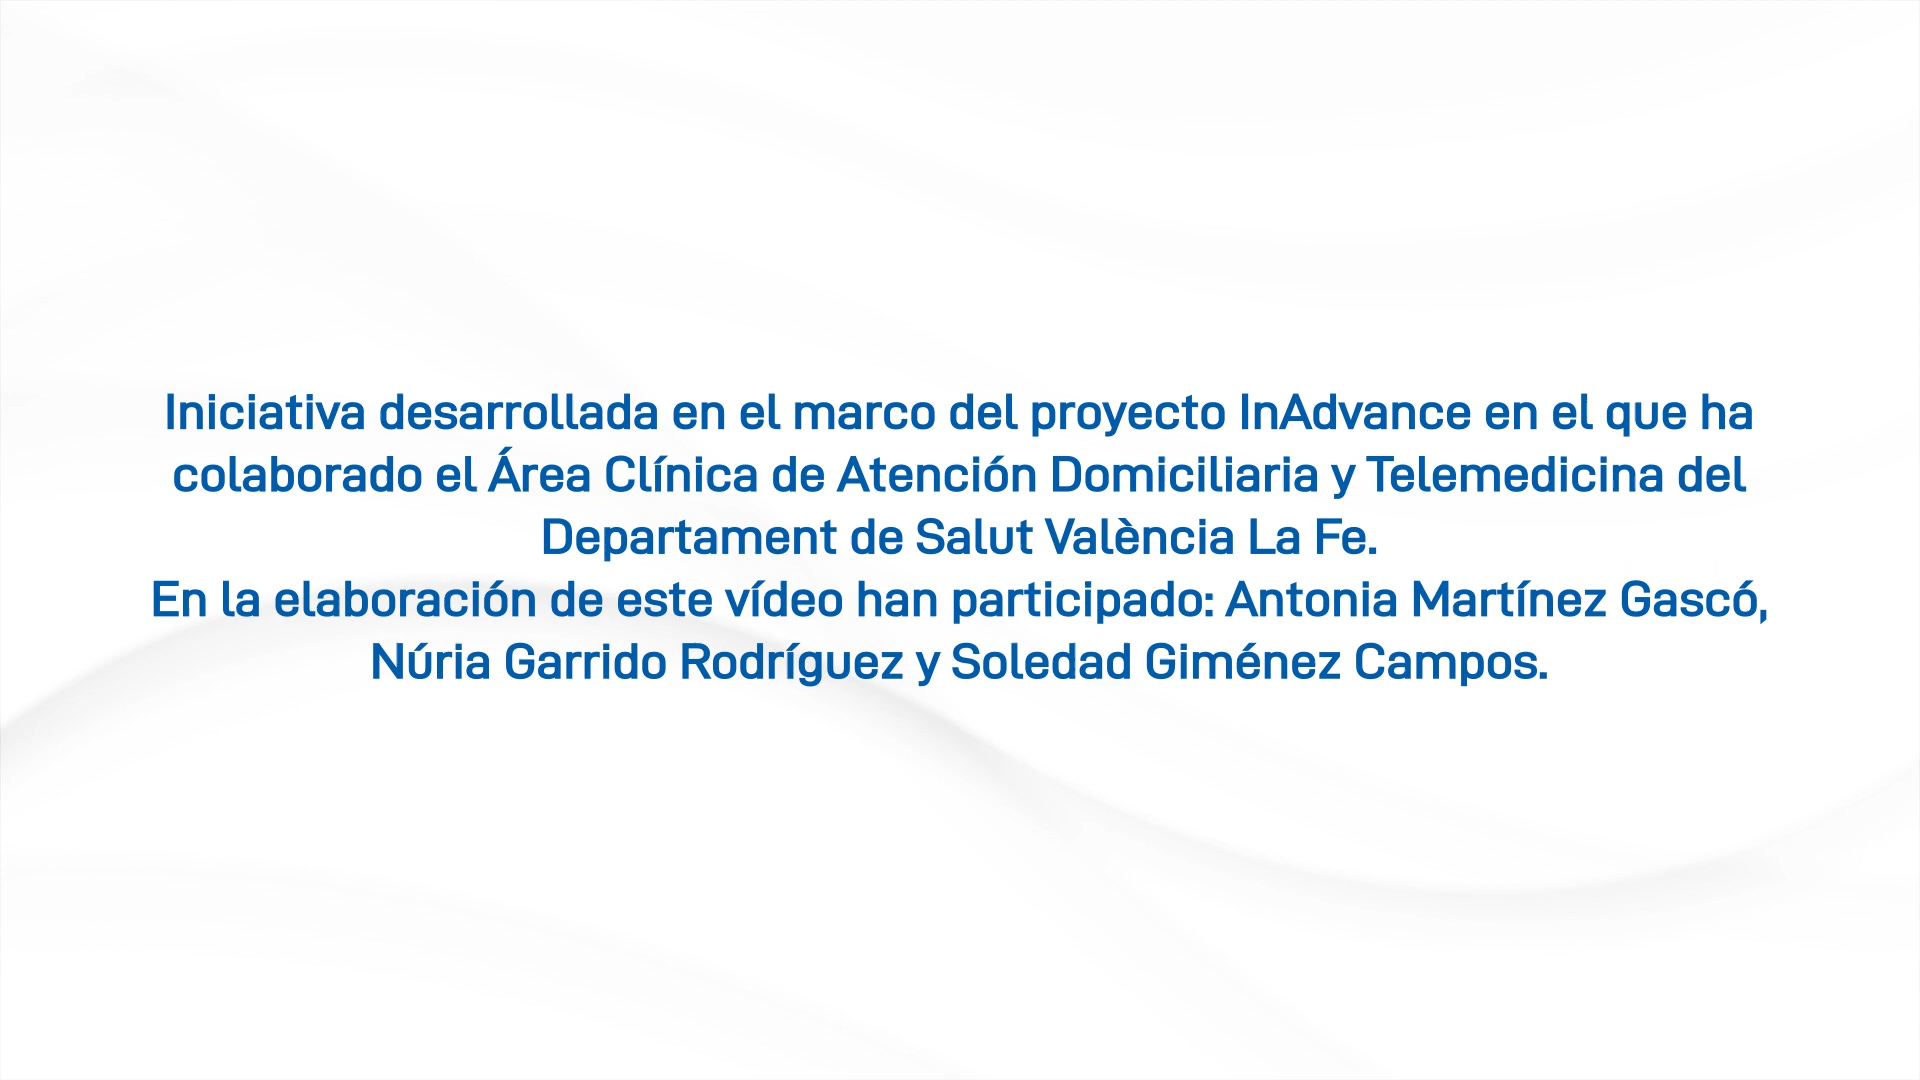 Iniciativa desarrollada en el marco del proyecto InAdvance en el que ha
colaborado el Área Clínica de Atención Domiciliaria y Telemedicina del
Departament de Salut València La Fe.
En la elaboración de este vídeo han participado: Antonia Martínez Gascó,
Núria Garrido Rodríguez y Soledad Giménez Campos.